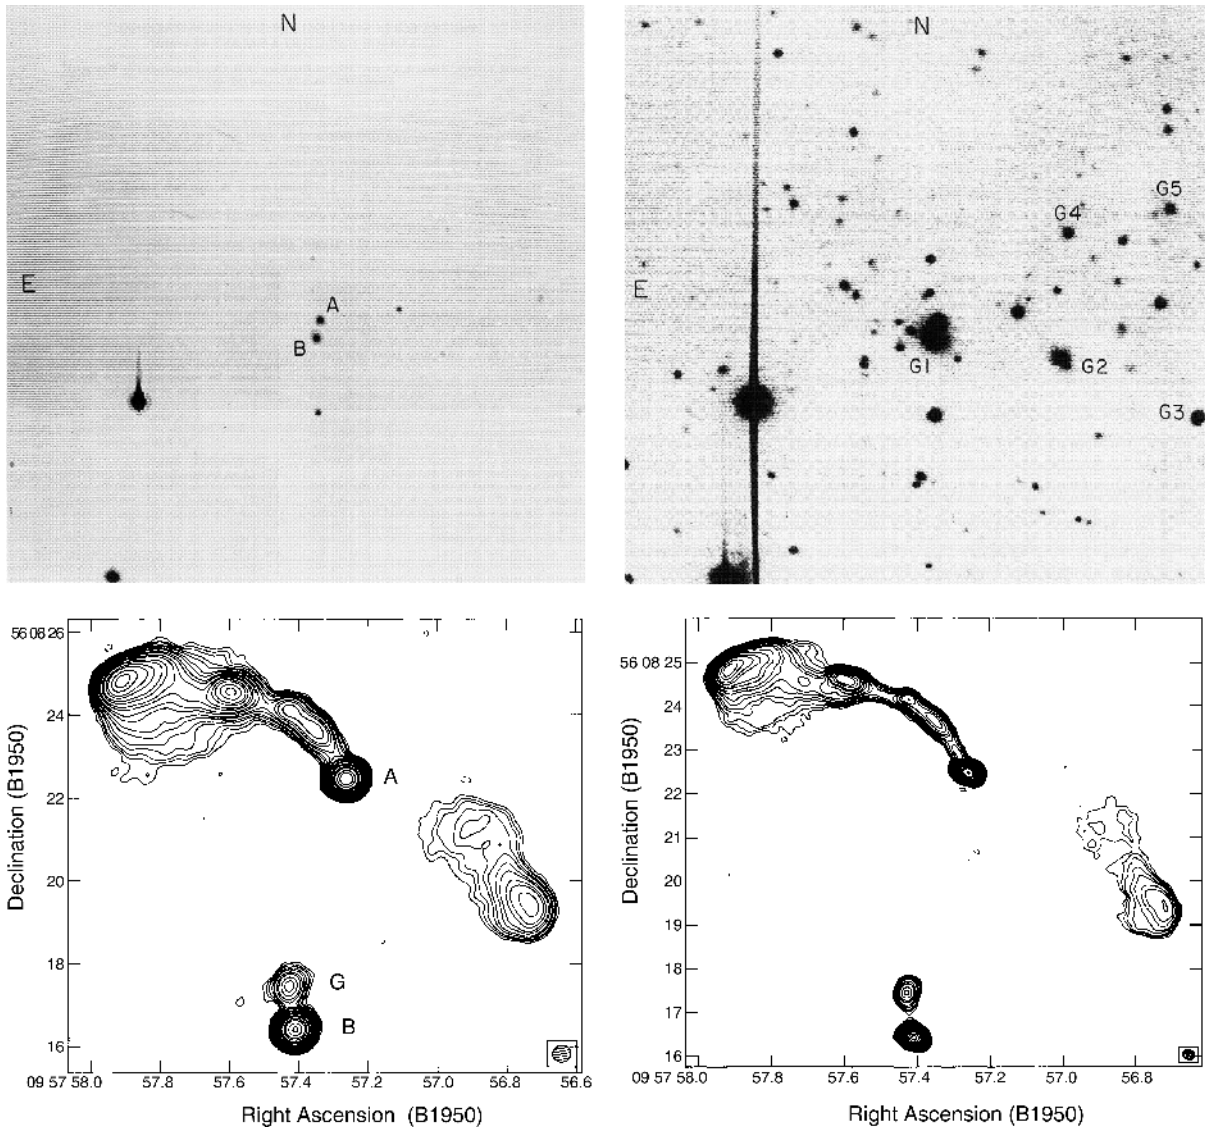 N
E
A
B
N
E
G5
G4
G1
G2
G3
56 08 26
24
22
20
18
16
Declination (B1950)
A
G
B
09 57 58.0 57.8 57.6 57.4 57.2 57.0 56.8 56.6
Right Ascension (B1950)
56 08 25
24
23
22
21
20
19
18
17
16
Declination (B1950)
09 57 58.0 57.8 57.6 57.4 57.2 57.0 56.8
Right Ascension (B1950)